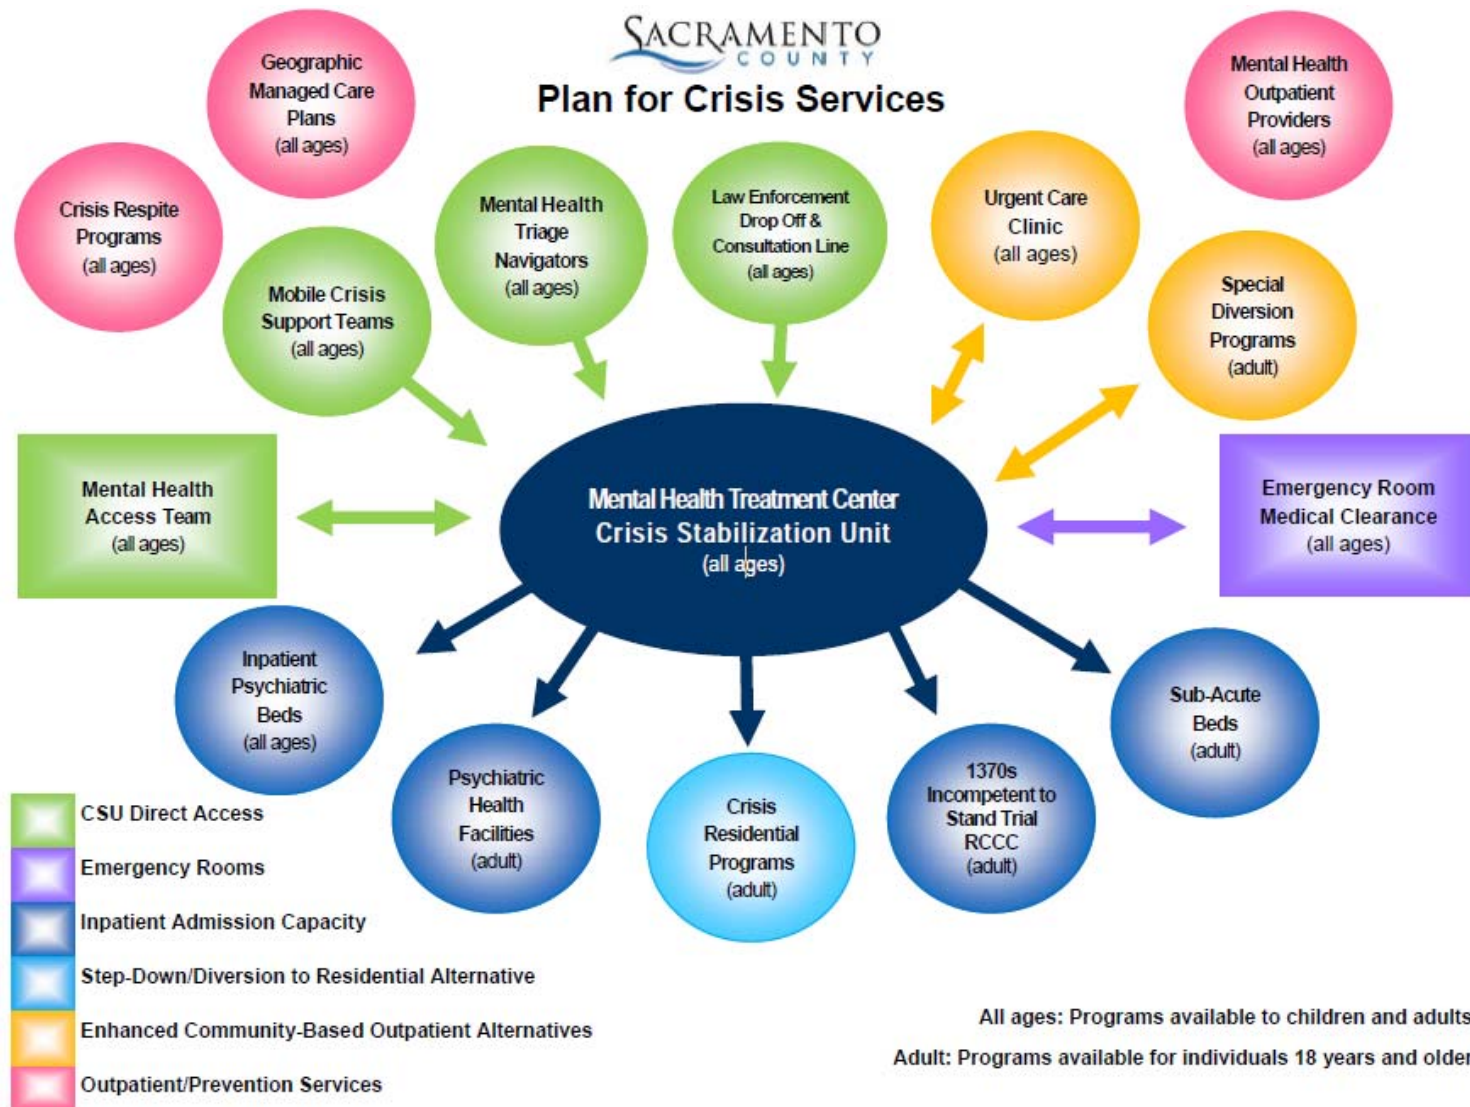 SACRAMENTO
COUNTY
Plan for Crisis Services
Geographic
Managed Care
Plans
(all ages)
Mental Health
Outpatient
Providers
(all ages)
Crisis Respite
Programs
(all ages)
Mental Health
Triage
Navigators
(all ages)
Law Enforcement
Drop Off &
Consultation Line
(all ages)
Urgent Care
Clinic
(all ages)
Mobile Crisis
Support Teams
(all ages)
Special
Diversion
Programs
(adult)
Mental Health
Access Team
(all ages)
Mental Health Treatment Center
Crisis Stabilization Unit
(all ages)
Emergency Room
Medical Clearance
(all ages)
Inpatient
Psychiatric
Beds
(all ages)
Psychiatric
Health
Facilities
(adult)
Crisis
Residential
Programs
(adult)
1370s
Incompetent to
Stand Trial
RCCC
(adult)
Sub-Acute
Beds
(adult)
CSU Direct Access
Emergency Rooms
Inpatient Admission Capacity
Step-Down/Diversion to Residential Alternative
Enhanced Community-Based Outpatient Alternatives
Outpatient/Prevention Services
All ages: Programs available to children and adults
Adult: Programs available for individuals 18 years and older